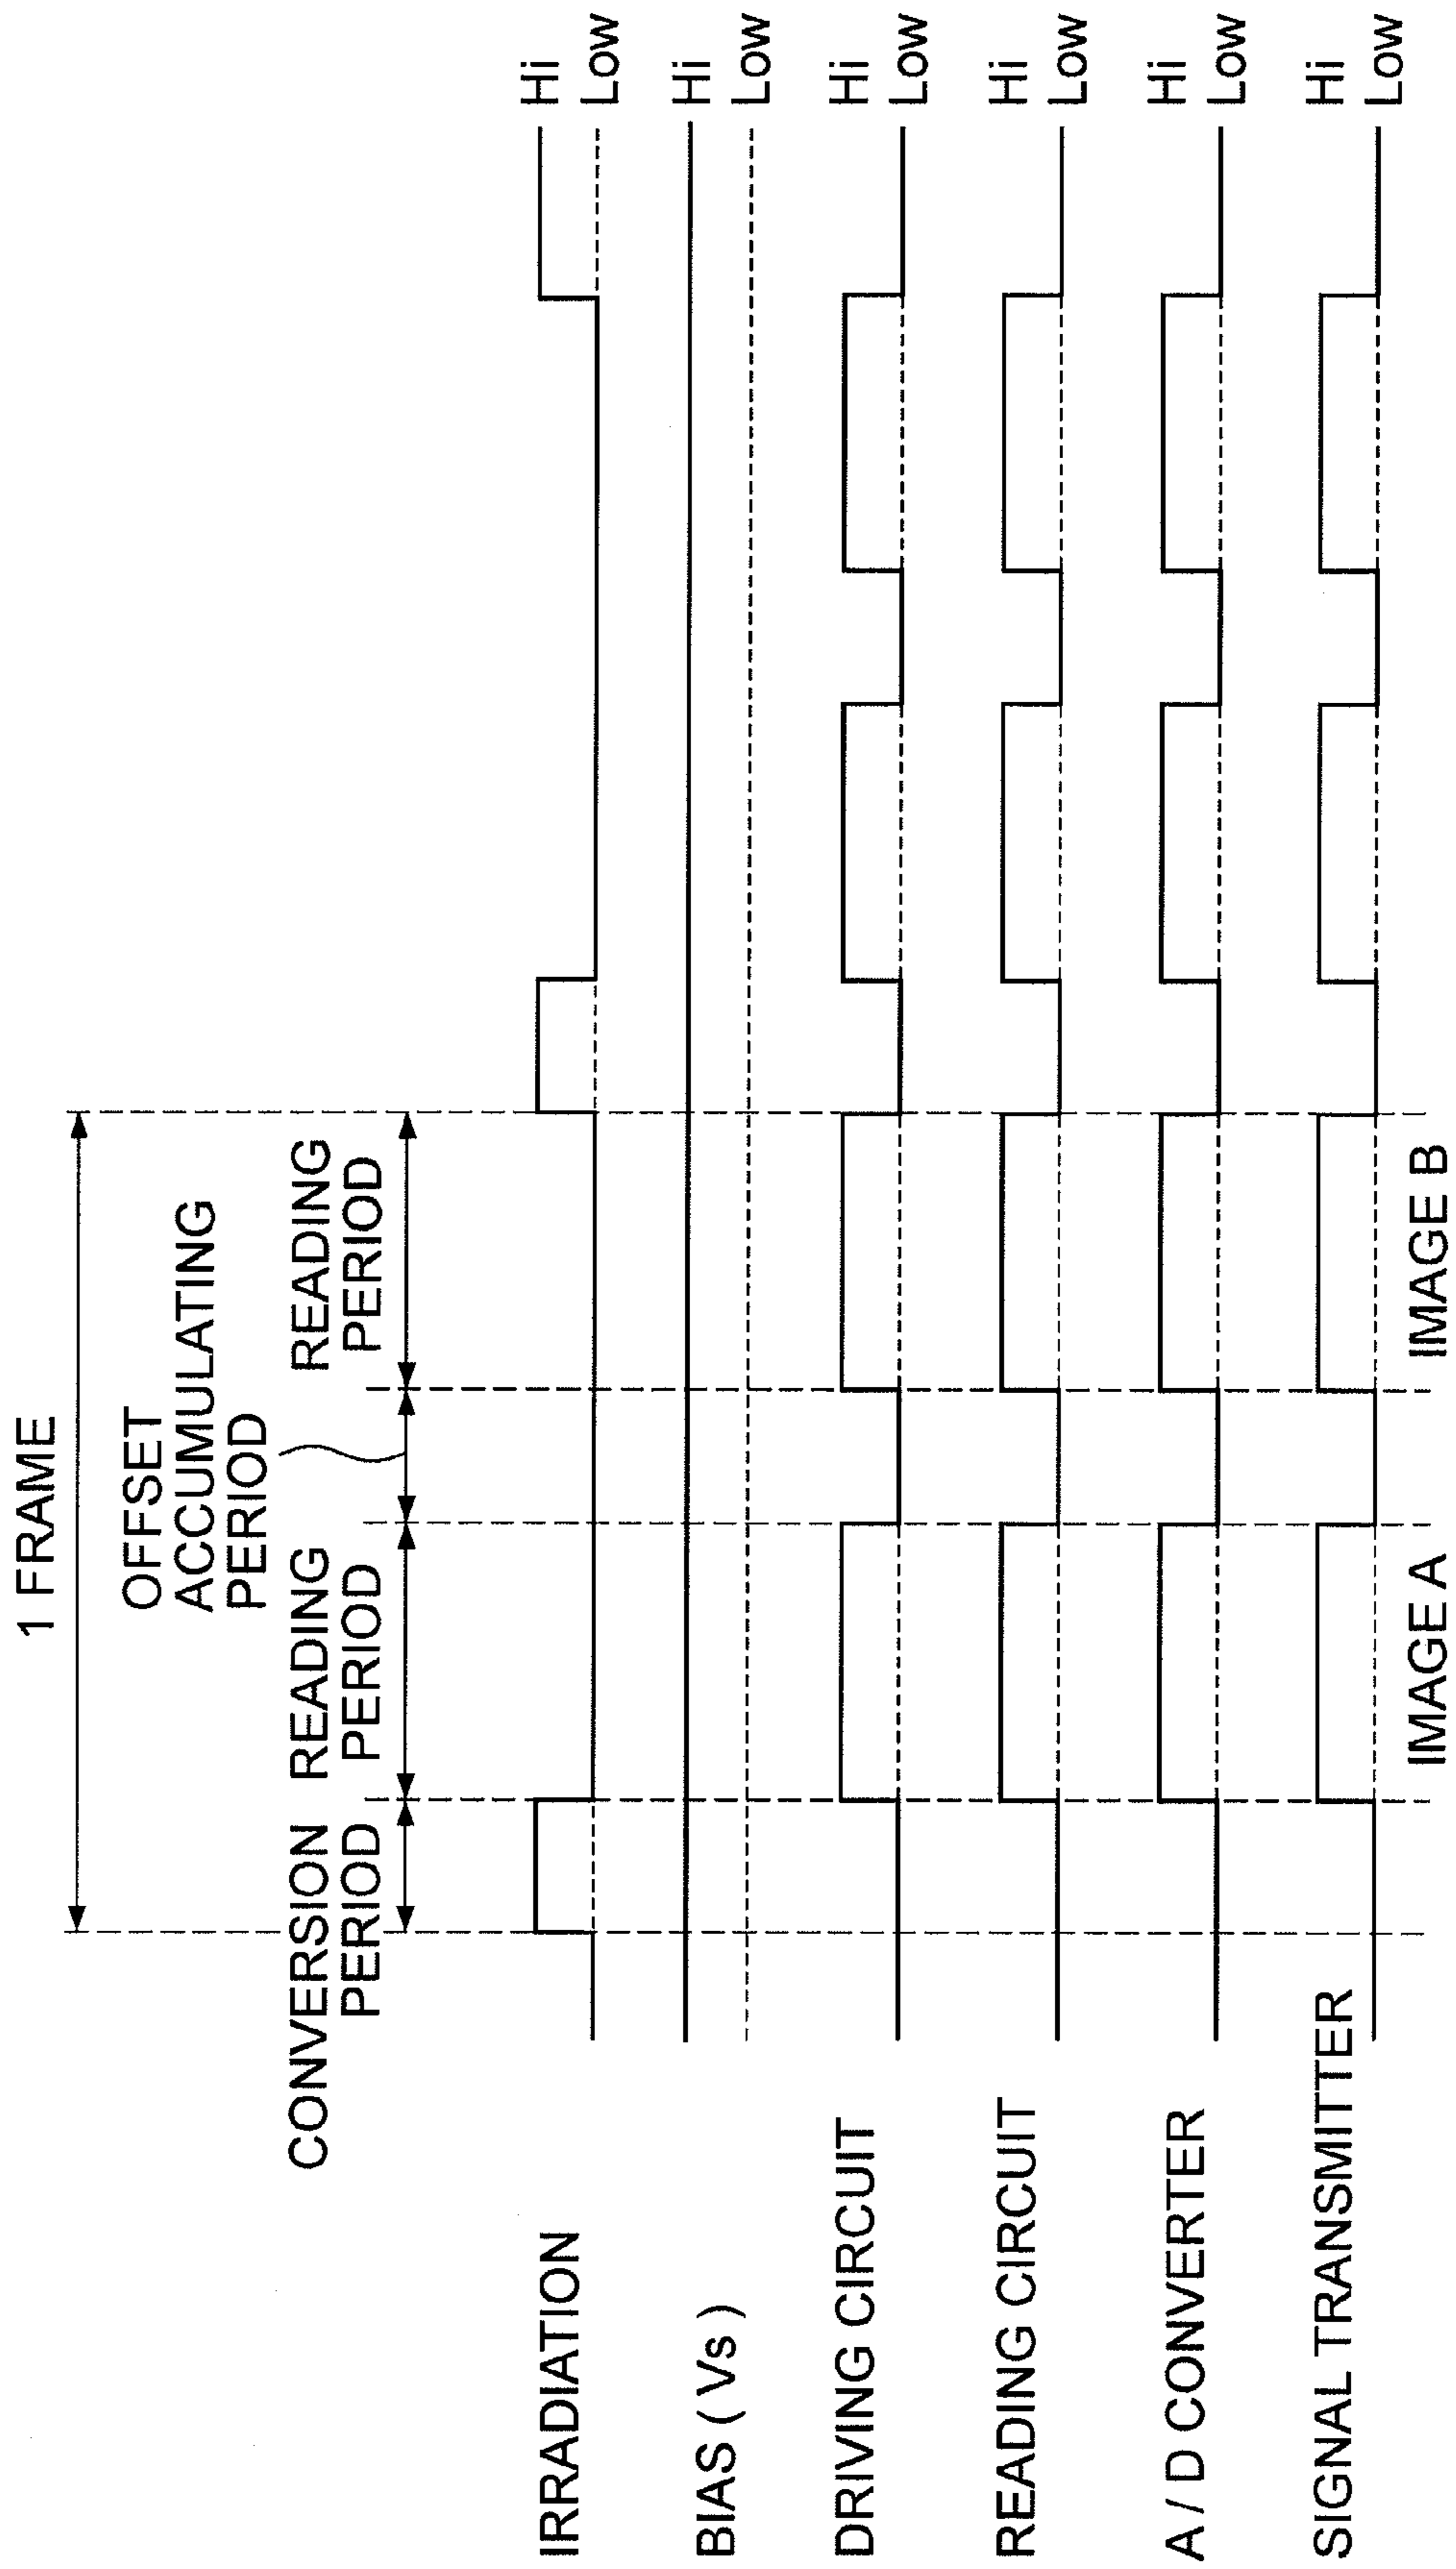 1 FRAME
OFFSET
ACCUMULATING
PERIOD
CONVERSION
PERIOD
READING
PERIOD
READING
PERIOD
IRRADIATION
Hi
Low
BIAS ( Vs )
Hi
Low
DRIVING CIRCUIT
Hi
Low
READING CIRCUIT
Hi
Low
A / D CONVERTER
Hi
Low
SIGNAL TRANSMITTER
Hi
Low
IMAGE A
IMAGE B